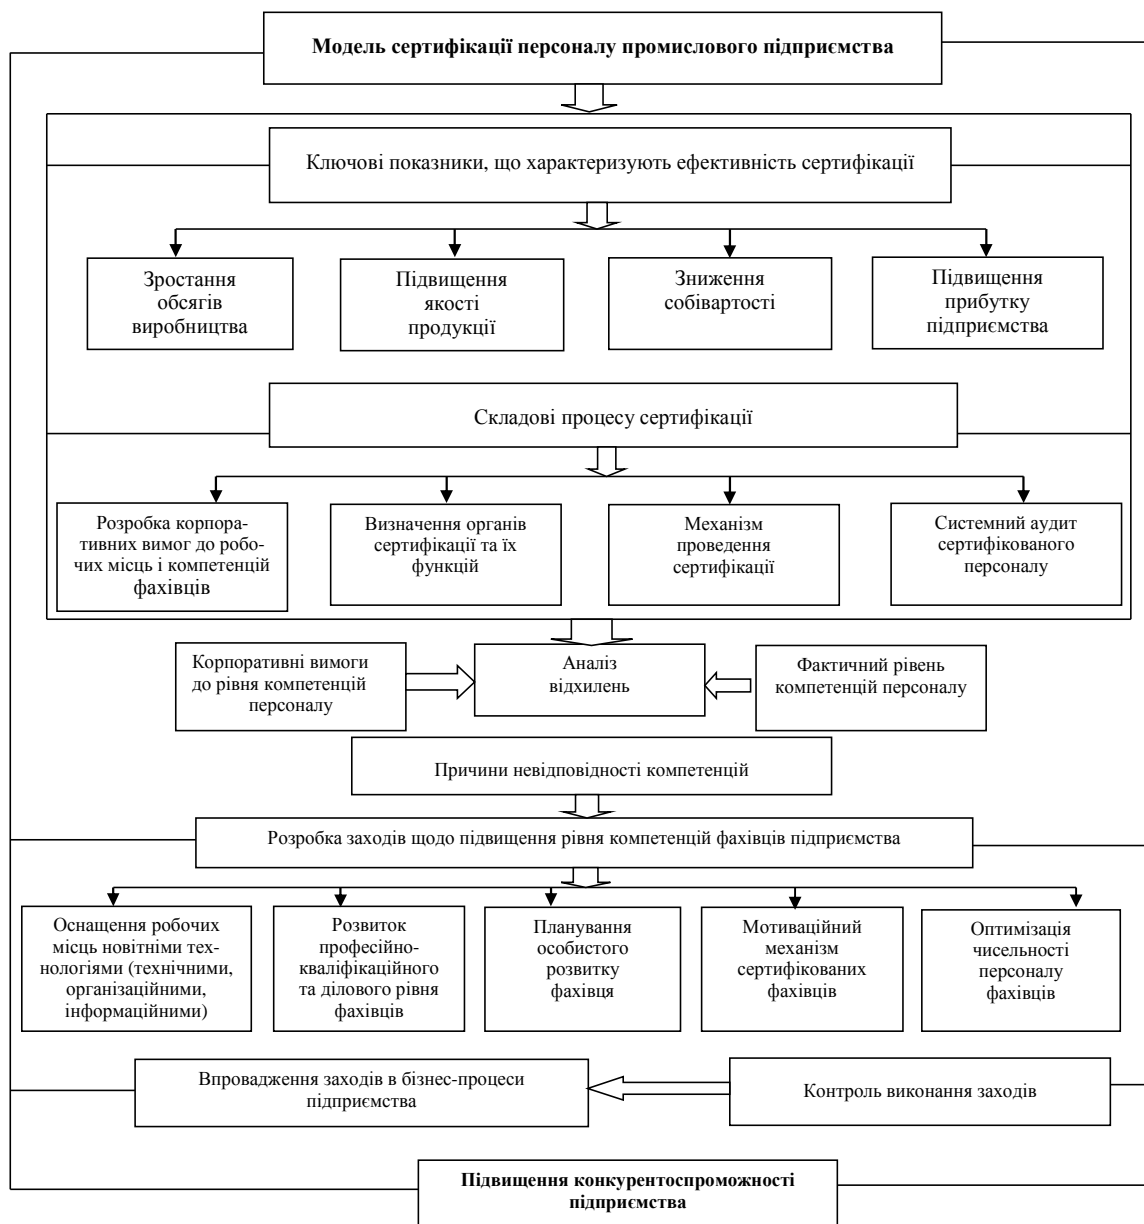 Модель сертифікації персоналу промислового підприємства
Ключові показники, що характеризують ефективність сертифікації
Зростання
обсягів
виробництва
Підвищення
якості
продукції
Зниження
собівартості
Підвищення
прибутку
підприємства
Складові процесу сертифікації
Розробка корпора-
тивних вимог до робо-
чих місць і компетенцій
фахівців
Визначення органів
сертифікації та їх
функцій
Механізм
проведення
сертифікації
Системний аудит
сертифікованого
персоналу
Корпоративні вимоги
до рівня компетенцій
персоналу
Аналіз
відхилень
Фактичний рівень
компетенцій персоналу
Причини невідповідності компетенцій
Розробка заходів щодо підвищення рівня компетенцій фахівців підприємства
Оснащення робочих
місць новітніми тех-
нологіями (технічними,
організаційними,
інформаційними)
Розвиток
професійно-
кваліфікаційного
та ділового рівня
фахівців
Планування
особистого
розвитку
фахівця
Мотиваційний
механізм
сертифікованих
фахівців
Оптимізація
чисельності
персоналу
фахівців
Впровадження заходів в бізнес-процеси
підприємства
Контроль виконання заходів
Підвищення конкурентоспроможності
підприємства